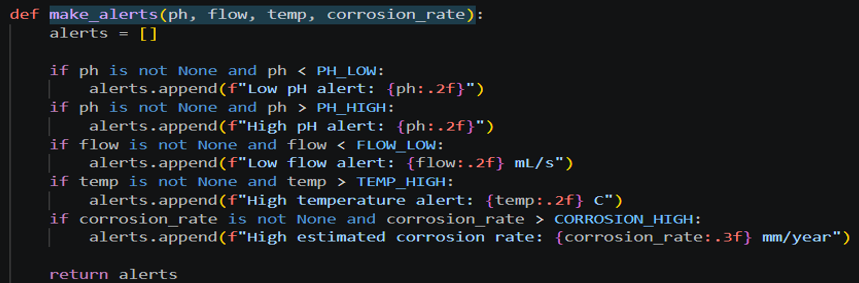 def make_alerts(ph, flow, temp, corrosion_rate):
    alerts = []

    if ph is not None and ph < PH_LOW:
        alerts.append(f"Low pH alert: {ph:.2f}")
    if ph is not None and ph > PH_HIGH:
        alerts.append(f"High pH alert: {ph:.2f}")
    if flow is not None and flow < FLOW_LOW:
        alerts.append(f"Low flow alert: {flow:.2f} mL/s")
    if temp is not None and temp > TEMP_HIGH:
        alerts.append(f"High temperature alert: {temp:.2f} C")
    if corrosion_rate is not None and corrosion_rate > CORROSION_HIGH:
        alerts.append(f"High estimated corrosion rate: {corrosion_rate:.3f} mm/year")

    return alerts